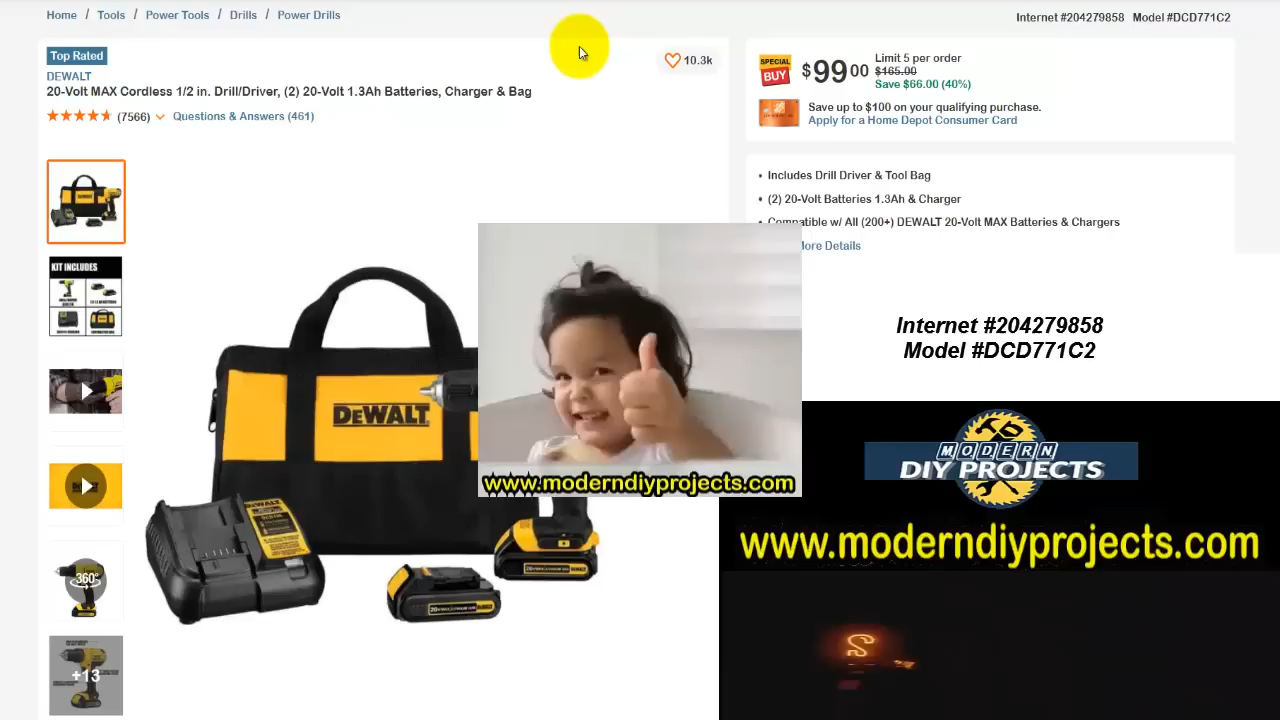 Home / Tools / Power Tools / Drills / Power Drills
Internet #204279858 Model #DCD771C2
Top Rated
10.3k
DEWALT
20-Volt MAX Cordless 1/2 in. Drill/Driver, (2) 20-Volt 1.3Ah Batteries, Charger & Bag
(7566)
Questions & Answers (461)
SPECIAL
BUY
$99 00
Limit 5 per order
$165.00
Save $66.00 (40%)
Save up to $100 on your qualifying purchase.
Apply for a Home Depot Consumer Card
• Includes Drill Driver & Tool Bag
• (2) 20-Volt Batteries 1.3Ah & Charger
• Compatible w/ All (200+) DEWALT 20-Volt MAX Batteries & Chargers
More Details
KIT INCLUDES
360°
+13
DEWALT
DEWALT
www.moderndiyprojects.com
Internet #204279858
Model #DCD771C2
MODERN
DIY PROJECTS
www.moderndiyprojects.com